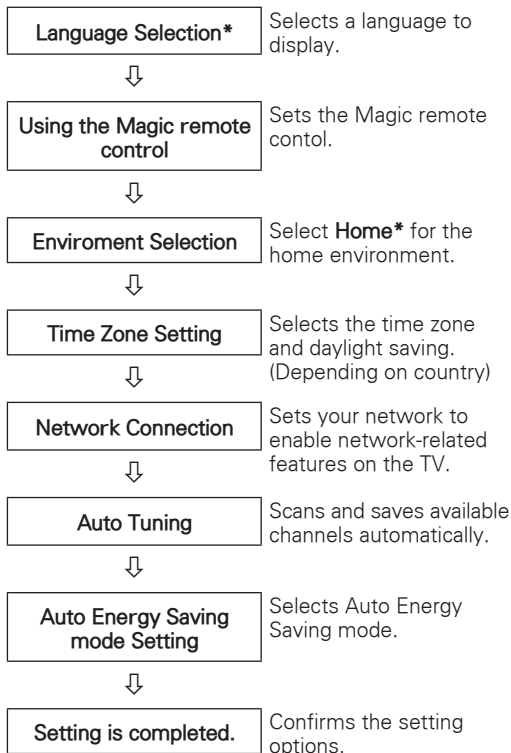 Language Selection*
Selects a language to
display.
Using the Magic remote
control
Sets the Magic remote
contol.
Enviroment Selection
Select Home* for the
home environment.
Time Zone Setting
Selects the time zone
and daylight saving.
(Depending on country)
Network Connection
Sets your network to
enable network-related
features on the TV.
Auto Tuning
Scans and saves available
channels automatically.
Auto Energy Saving
mode Setting
Selects Auto Energy
Saving mode.
Setting is completed.
Confirms the setting
options.